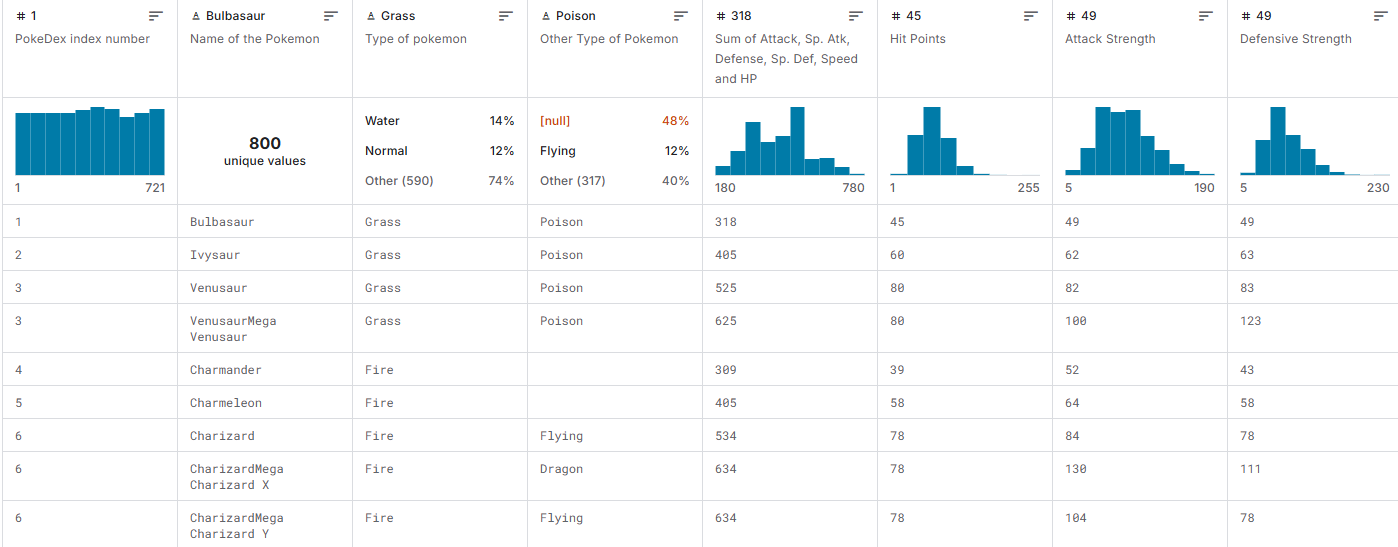 # 1 Bulbasaur Grass Poison # 318 # 45 # 49 # 49
PokeDex index number Name of the Pokemon Type of pokemon Other Type of Pokemon Sum of Attack, Sp. Atk, Hit Points Attack Strength Defensive Strength
Defense, Sp. Def, Speed
and HP
Water 14% [null] 48%
800
unique values
Normal 12% Flying 12%
Other (590) 74% Other (317) 40%
1 721 180 780 1 255 5 190 5 230
1 Bulbasaur Grass Poison 318 45 49 49
2 Ivysaur Grass Poison 405 60 62 63
3 Venusaur Grass Poison 525 80 82 83
3 VenusaurMega Grass Poison 625 80 100 123
Venusaur
4 Charmander Fire 309 39 52 43
5 Charmeleon Fire 405 58 64 58
6 Charizard Fire Flying 534 78 84 78
6 CharizardMega Fire Dragon 634 78 130 111
Charizard X
6 CharizardMega Fire Flying 634 78 104 78
Charizard Y